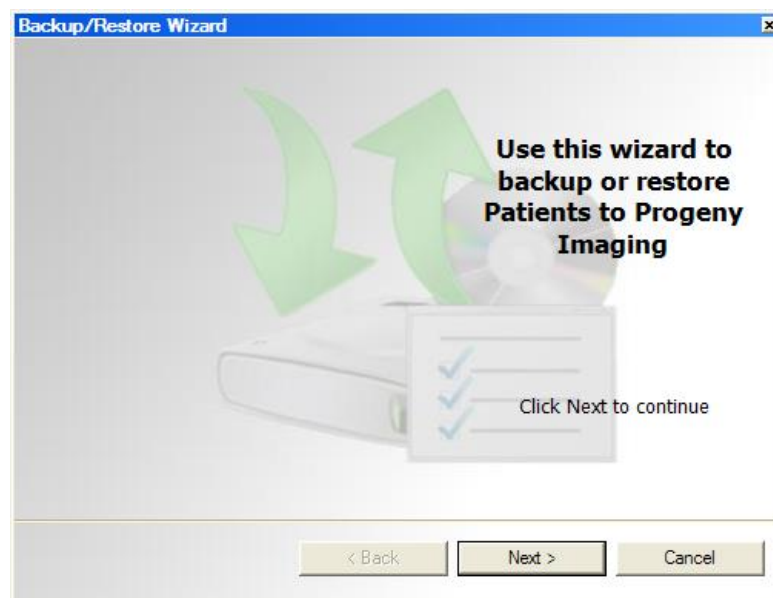 Backup/Restore Wizard
Use this wizard to
backup or restore
Patients to Progeny
Imaging
Click Next to continue
< Back
Next >
Cancel